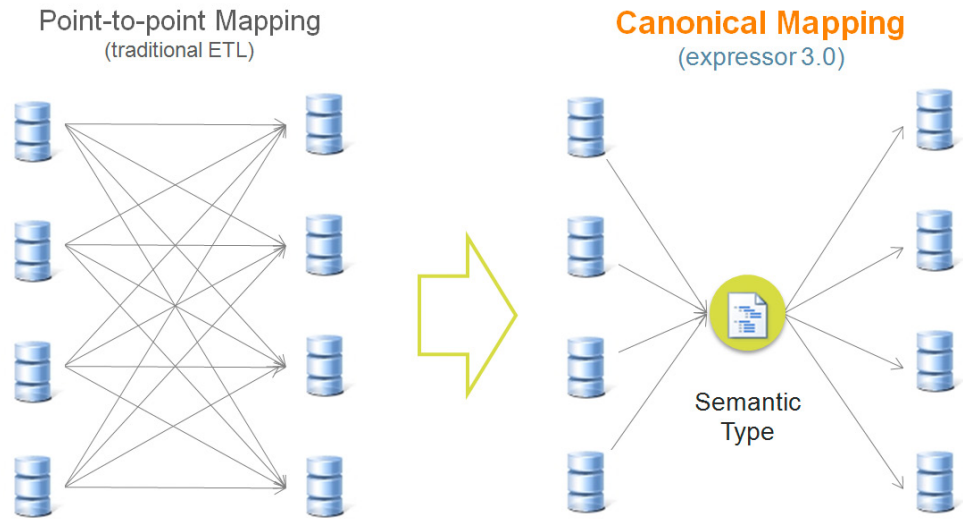 Point-to-point Mapping
(traditional ETL)
Canonical Mapping
(expressor 3.0)
Semantic
Type